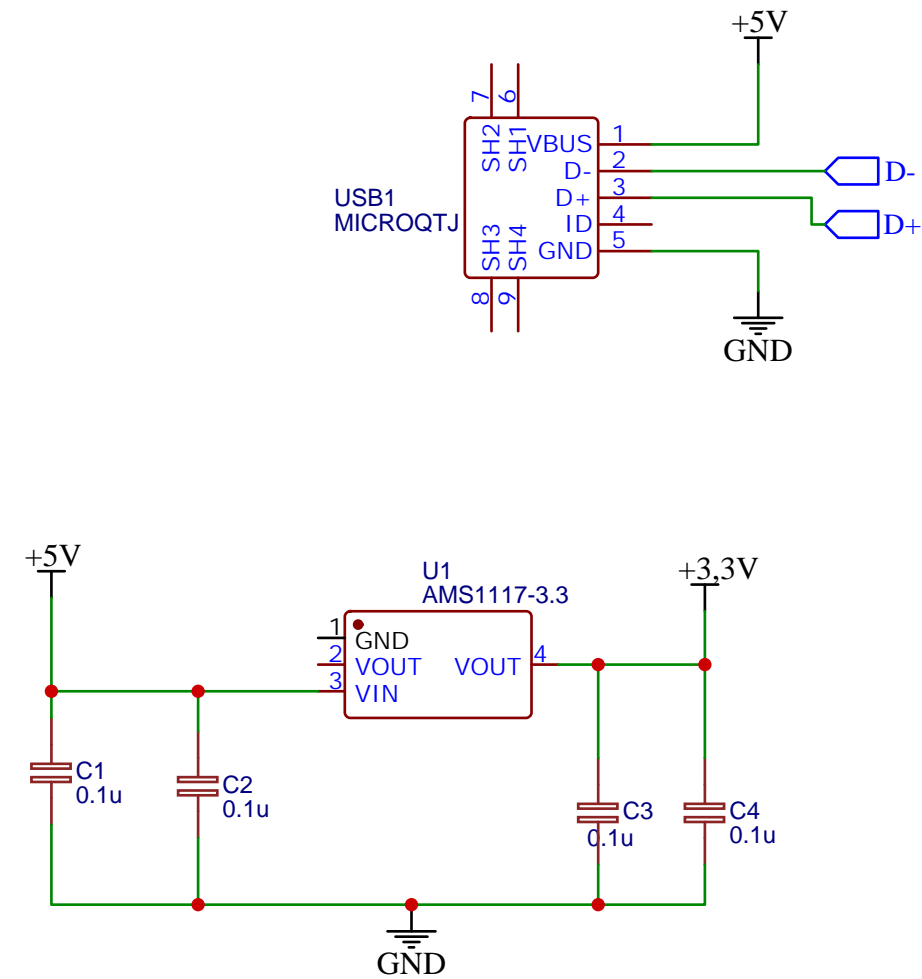 +5V
7
6
SH2
SH1
VBUS
1
D-
2
D-
USB1
MICROQTJ
D+
3
D+
ID
4
SH3
SH4
GND
5
8
9
GND
+5V
U1
AMS1117-3.3
+3,3V
1
GND
2
VOUT
VOUT
4
3
VIN
C1
0.1u
C2
0.1u
C3
0.1u
C4
0.1u
GND